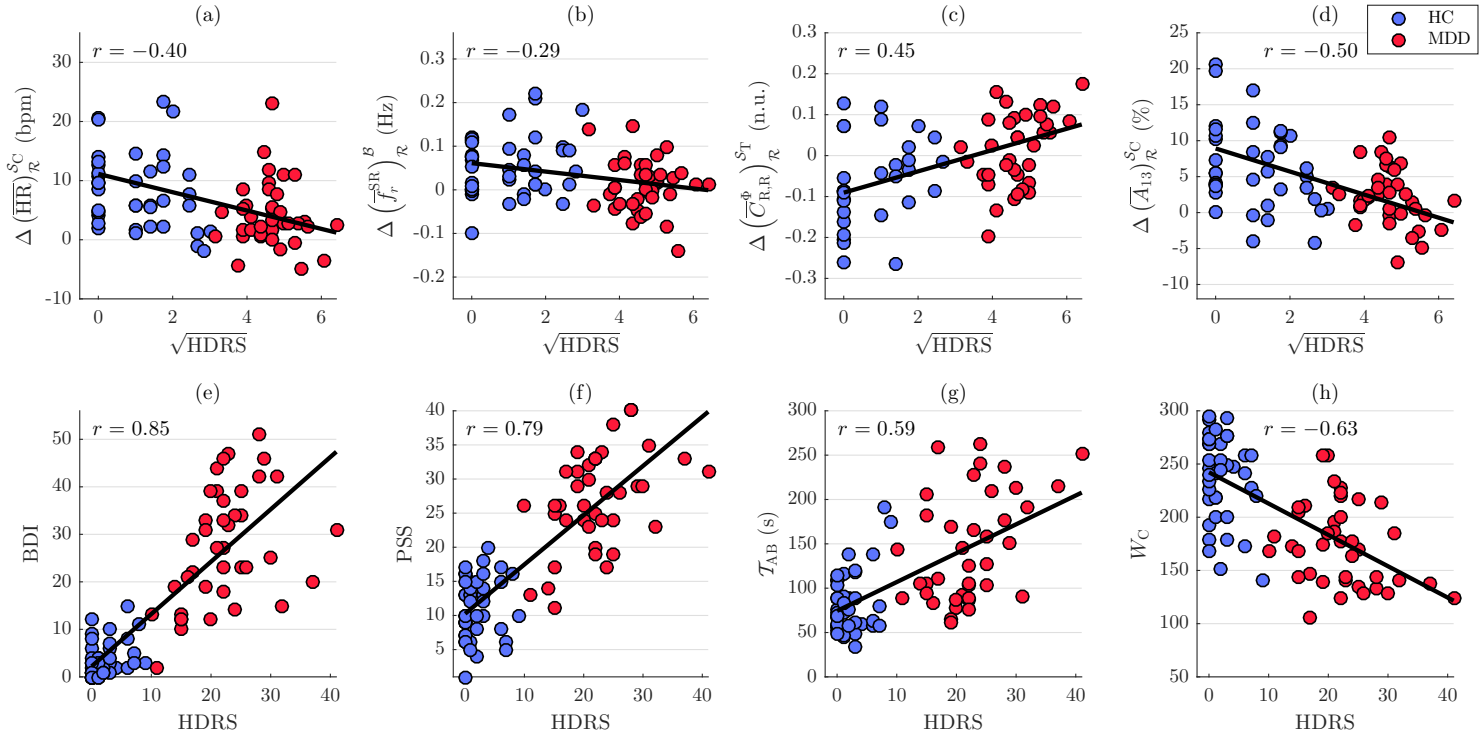 (a)
r = −0.40
Δ (H̅R̅)_ℛ^{𝒮_C} (bpm)
30
20
10
0
-10
0 2 4 6
√HDRS
(b)
r = −0.29
Δ (f̅_r^{SR})_ℛ^ℬ (Hz)
0.2
0.1
0
-0.1
-0.2
0 2 4 6
√HDRS
(c)
r = 0.45
Δ (C̅_{R,R}^Φ)_ℛ^{𝒮_T} (n.u.)
0.3
0.2
0.1
0
-0.1
-0.2
-0.3
0 2 4 6
√HDRS
(d)
r = −0.50
HC
MDD
Δ (A̅_{13})_ℛ^{𝒮_C} (%)
25
20
15
10
5
0
-5
-10
0 2 4 6
√HDRS
(e)
r = 0.85
BDI
50
40
30
20
10
0
0 10 20 30 40
HDRS
(f)
r = 0.79
PSS
40
35
30
25
20
15
10
5
0
0 10 20 30 40
HDRS
(g)
r = 0.59
𝒯_AB (s)
300
250
200
150
100
50
0
0 10 20 30 40
HDRS
(h)
r = −0.63
W_C
300
250
200
150
100
50
0 10 20 30 40
HDRS